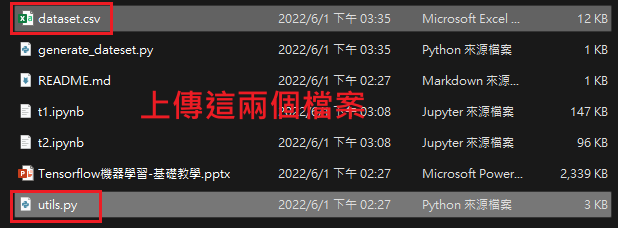 dataset.csv 2022/6/1 下午 03:35 Microsoft Excel ... 12 KB
generate_dateset.py 2022/6/1 下午 03:35 Python 來源檔案 1 KB
README.md 2022/6/1 下午 02:27 Markdown 來源... 1 KB
上傳這兩個檔案
t1.ipynb 2022/6/1 下午 03:08 Jupyter 來源檔案 147 KB
t2.ipynb 2022/6/1 下午 03:08 Jupyter 來源檔案 96 KB
Tensorflow機器學習-基礎教學.pptx 2022/6/1 下午 02:27 Microsoft Power... 2,339 KB
utils.py 2022/6/1 下午 02:27 Python 來源檔案 3 KB